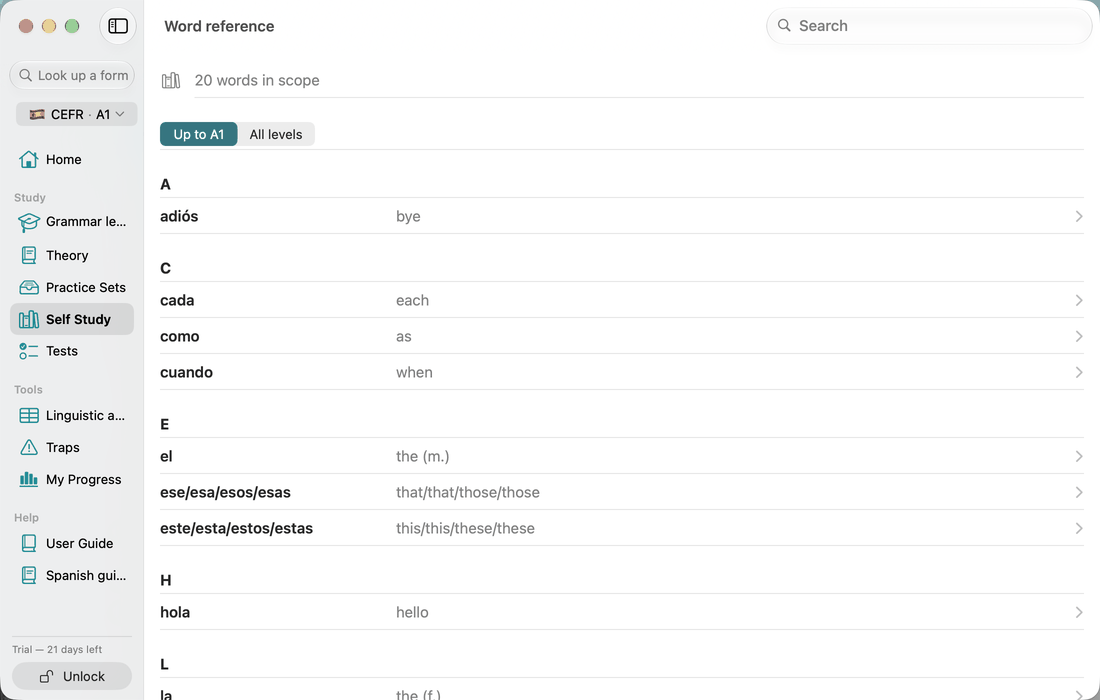 Word reference
Search
Look up a form
CEFR · A1
Home
Study
Grammar le...
Theory
Practice Sets
Self Study
Tests
Tools
Linguistic a...
Traps
My Progress
Help
User Guide
Spanish gui...
Trial — 21 days left
Unlock
20 words in scope
Up to A1
All levels
A
adiós bye
C
cada each
como as
cuando when
E
el the (m.)
ese/esa/esos/esas that/that/those/those
este/esta/estos/estas this/this/these/these
H
hola hello
L
la the (f.)